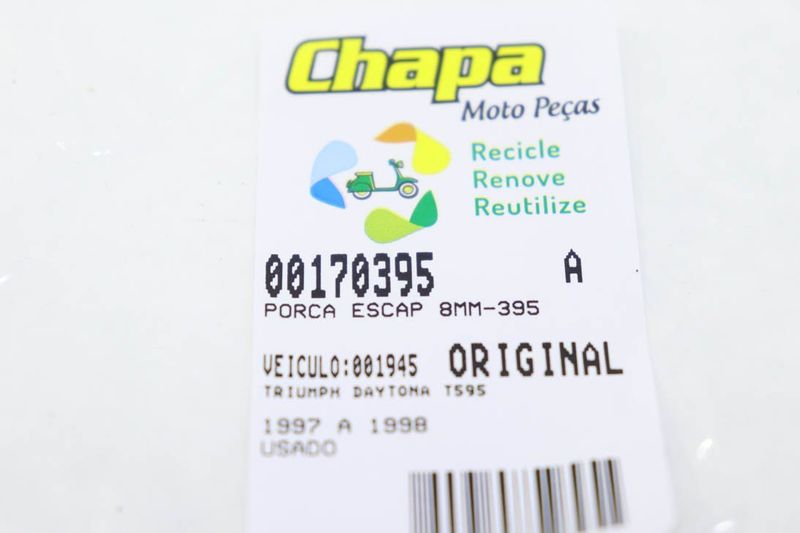 Chapa
Moto Peças
Recicle
Renove
Reutilize
00170395 A
PORCA ESCAP 8MM-395
VEICULO:001945 ORIGINAL
TRIUMPH DAYTONA T595
1997 A 1998
USADO